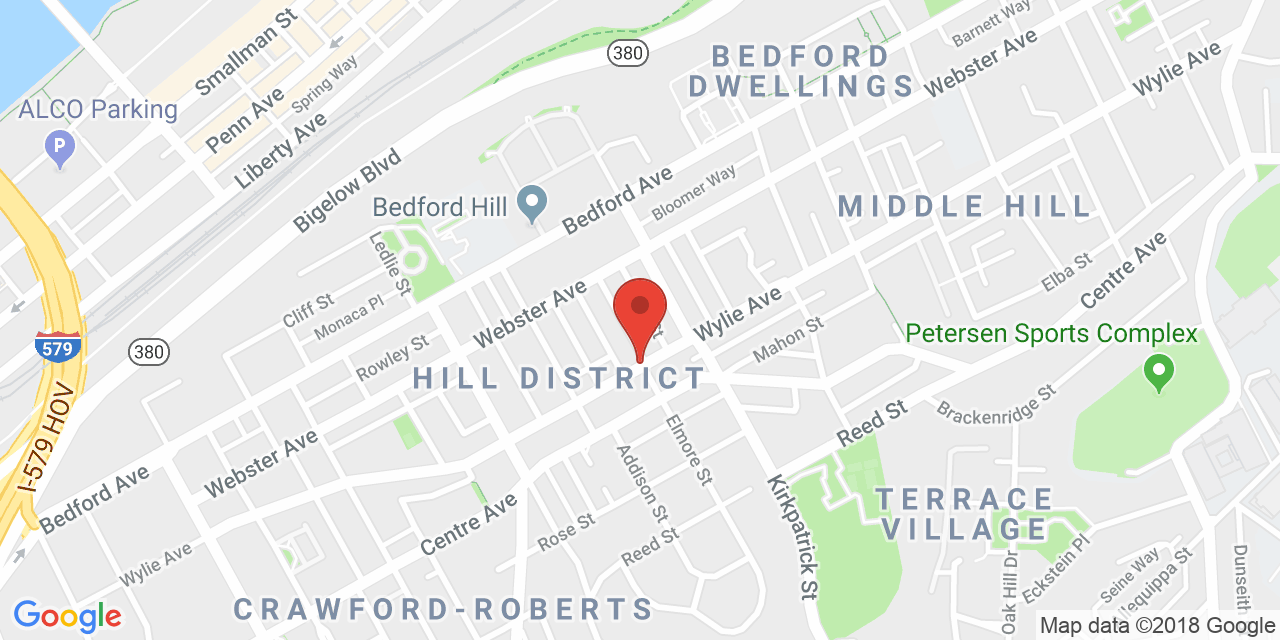 Smallman St
Penn Ave
Spring Way
Liberty Ave
ALCO Parking
P
380
BEDFORD
DWELLINGS
Barnett Way
Webster Ave
Wylie Ave
Bigelow Blvd
Bedford Hill
Bedford Ave
Bloomer Way
MIDDLE HILL
Ledlie St
Cliff St
Monaca Pl
Webster Ave
Wylie Ave
Elba St
Centre Ave
579
380
Rowley St
Mahon St
Petersen Sports Complex
HILL DISTRICT
I-579 HOV
Bedford Ave
Webster Ave
Elmore St
Addison St
Reed St
Brackenridge St
Kirkpatrick St
TERRACE
VILLAGE
Centre Ave
Rose St
Reed St
Wylie Ave
Oak Hill Dr
Eckstein Pl
Seine Way
Dunseith
CRAWFORD-ROBERTS
Google
Map data ©2018 Google